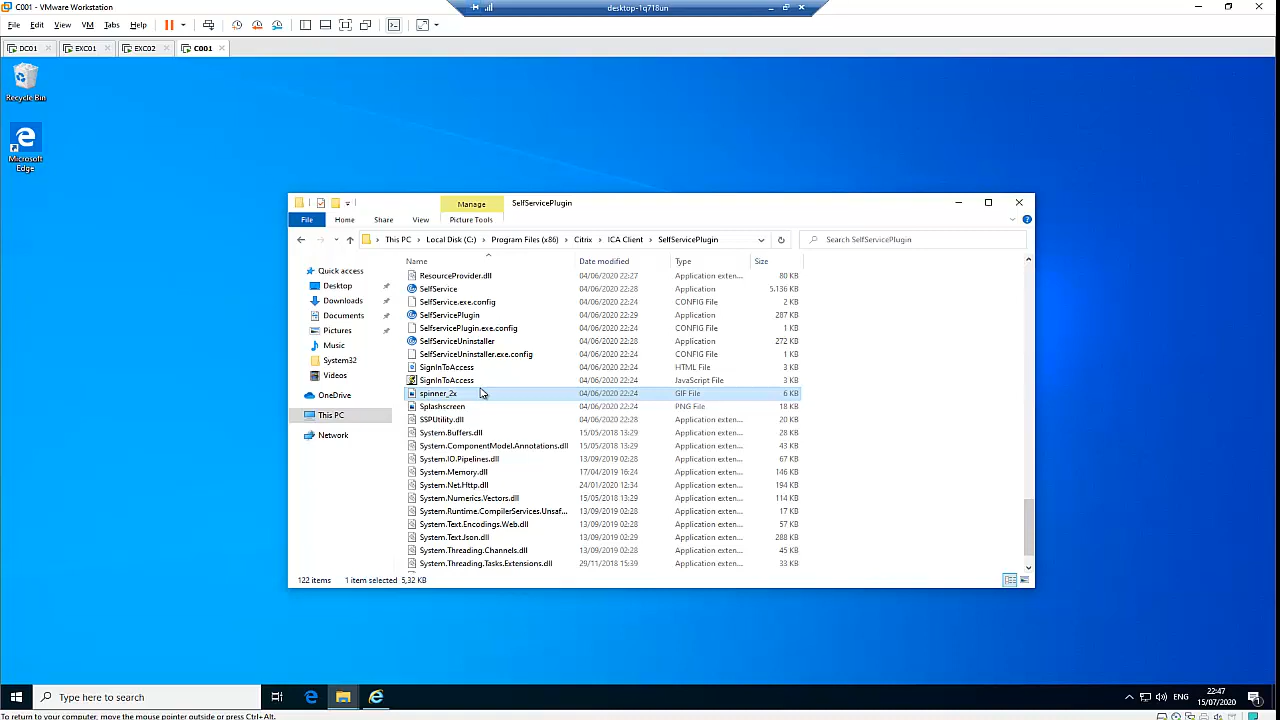 C001 - VMware Workstation
desktop-1q718un
File Edit View VM Tabs Help
DC01 EXC01 EXC02 C001
Recycle Bin
Microsoft
Edge
Manage SelfServicePlugin
File Home Share View Picture Tools
This PC Local Disk (C:) Program Files (x86) Citrix ICA Client SelfServicePlugin Search SelfServicePlugin
Name Date modified Type Size
Quick access
Desktop
Downloads
Documents
Pictures
Music
System32
Videos
OneDrive
This PC
Network
ResourceProvider.dll 04/06/2020 22:27 Application exten... 80 KB
SelfService 04/06/2020 22:28 Application 5,136 KB
SelfService.exe.config 04/06/2020 22:24 CONFIG File 2 KB
SelfServicePlugin 04/06/2020 22:29 Application 287 KB
SelfservicePlugin.exe.config 04/06/2020 22:24 CONFIG File 1 KB
SelfServiceUninstaller 04/06/2020 22:28 Application 272 KB
SelfServiceUninstaller.exe.config 04/06/2020 22:24 CONFIG File 1 KB
SignInToAccess 04/06/2020 22:24 HTML File 3 KB
SignInToAccess 04/06/2020 22:24 JavaScript File 3 KB
spinner_2x 04/06/2020 22:24 GIF File 6 KB
Splashscreen 04/06/2020 22:24 PNG File 18 KB
SSPUtility.dll 04/06/2020 22:24 Application exten... 20 KB
System.Buffers.dll 15/05/2018 13:29 Application exten... 28 KB
System.ComponentModel.Annotations.dll 15/05/2018 13:29 Application exten... 43 KB
System.IO.Pipelines.dll 13/09/2019 02:28 Application exten... 67 KB
System.Memory.dll 17/04/2019 16:24 Application exten... 146 KB
System.Net.Http.dll 24/01/2020 12:34 Application exten... 194 KB
System.Numerics.Vectors.dll 15/05/2018 13:29 Application exten... 114 KB
System.Runtime.CompilerServices.Unsaf... 13/09/2019 02:28 Application exten... 17 KB
System.Text.Encodings.Web.dll 13/09/2019 02:28 Application exten... 57 KB
System.Text.Json.dll 13/09/2019 02:28 Application exten... 288 KB
System.Threading.Channels.dll 13/09/2019 02:28 Application exten... 45 KB
System.Threading.Tasks.Extensions.dll 29/11/2018 15:39 Application exten... 33 KB
122 items 1 item selected 5,32 KB
Type here to search
ENG
22:47
15/07/2020
To return to your computer, move the mouse pointer outside or press Ctrl+Alt.